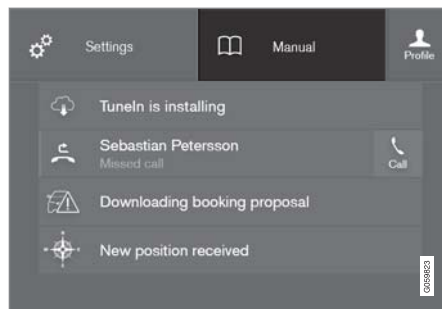 Settings
Manual
Profile
TuneIn is installing
Sebastian Petersson
Missed call
Call
Downloading booking proposal
New position received
G059823